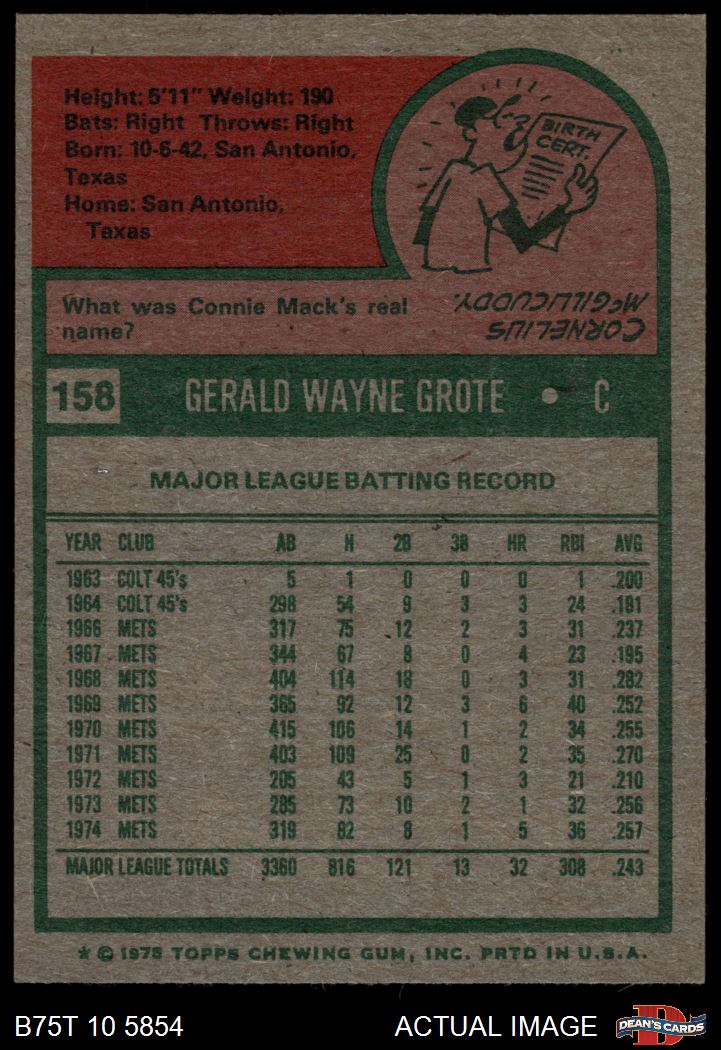 Height: 5'11" Weight: 190
Bats: Right Throws: Right
Born: 10-6-42, San Antonio,
Texas
Home: San Antonio,
Texas
BIRTH
CERT.
What was Connie Mack's real
name?
CORNELIUS
McGILLICUDDY.
158 GERALD WAYNE GROTE • C
MAJOR LEAGUE BATTING RECORD
YEAR CLUB AB H 2B 3B HR RBI AVG
1963 COLT 45's 5 1 0 0 0 1 .200
1964 COLT 45's 298 54 9 3 3 24 .181
1966 METS 317 75 12 2 3 31 .237
1967 METS 344 67 8 0 4 23 .195
1968 METS 404 114 18 0 3 31 .282
1969 METS 365 92 12 3 6 40 .252
1970 METS 415 106 14 1 2 34 .255
1971 METS 403 109 25 0 2 35 .270
1972 METS 205 43 5 1 3 21 .210
1973 METS 285 73 10 2 1 32 .256
1974 METS 319 82 8 1 5 36 .257
MAJOR LEAGUE TOTALS 3360 816 121 13 32 308 .243
* © 1975 TOPPS CHEWING GUM, INC. PRTD IN U.S.A.
B75T 10 5854 ACTUAL IMAGE D DEAN'S CARDS